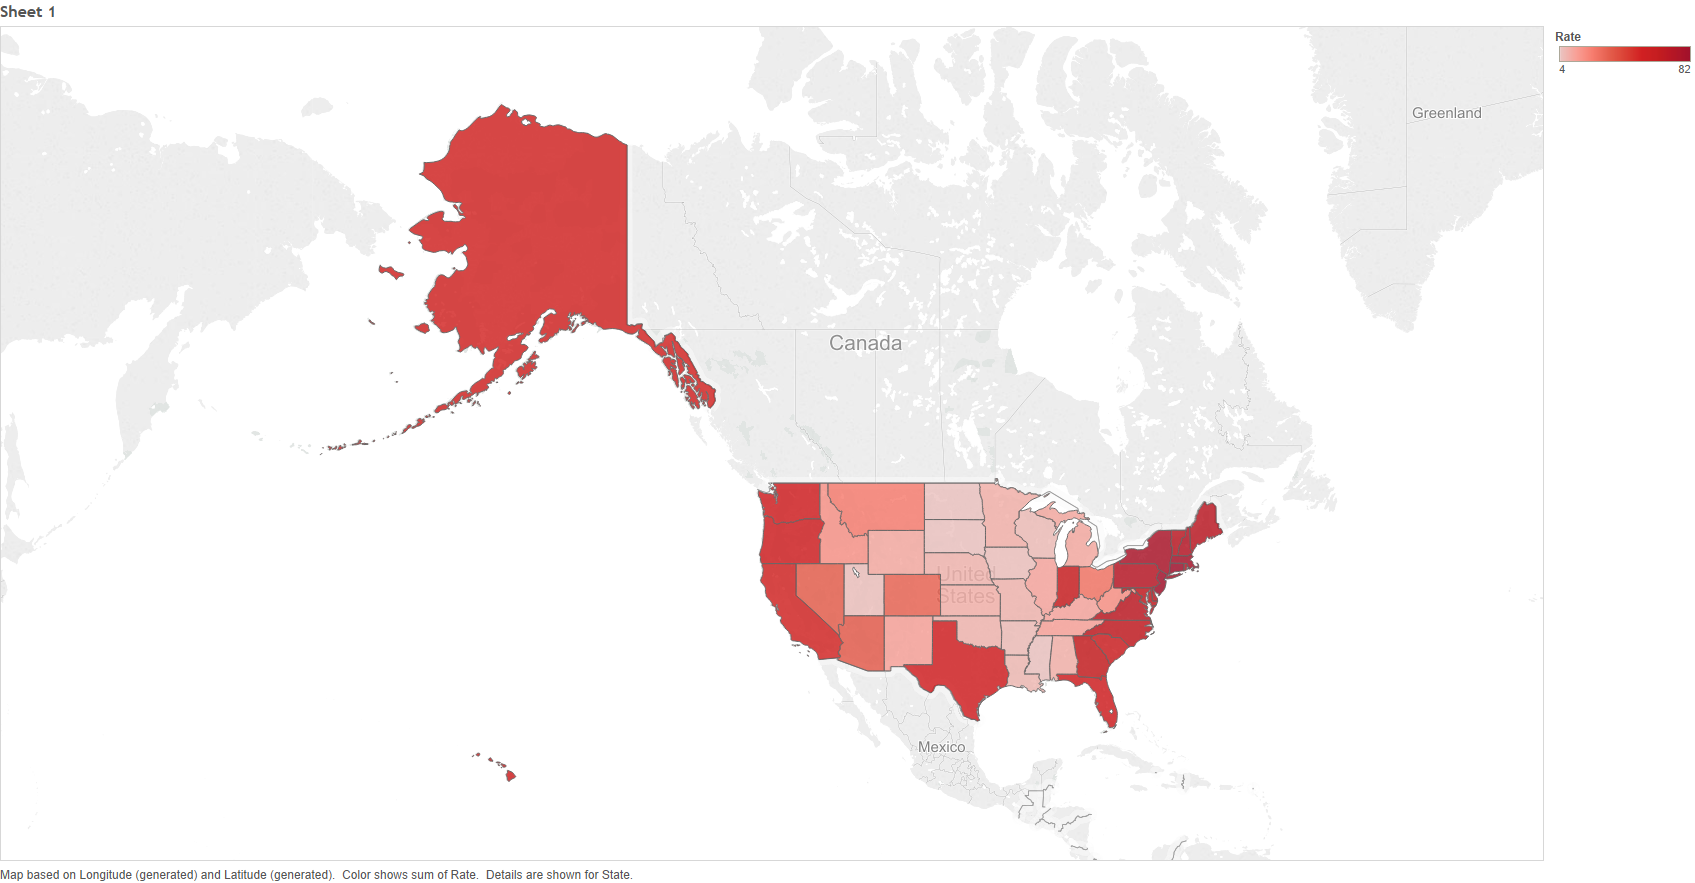 Sheet 1
Rate
4 82
Greenland
Canada
United
States
Mexico
Map based on Longitude (generated) and Latitude (generated).  Color shows sum of Rate.  Details are shown for State.